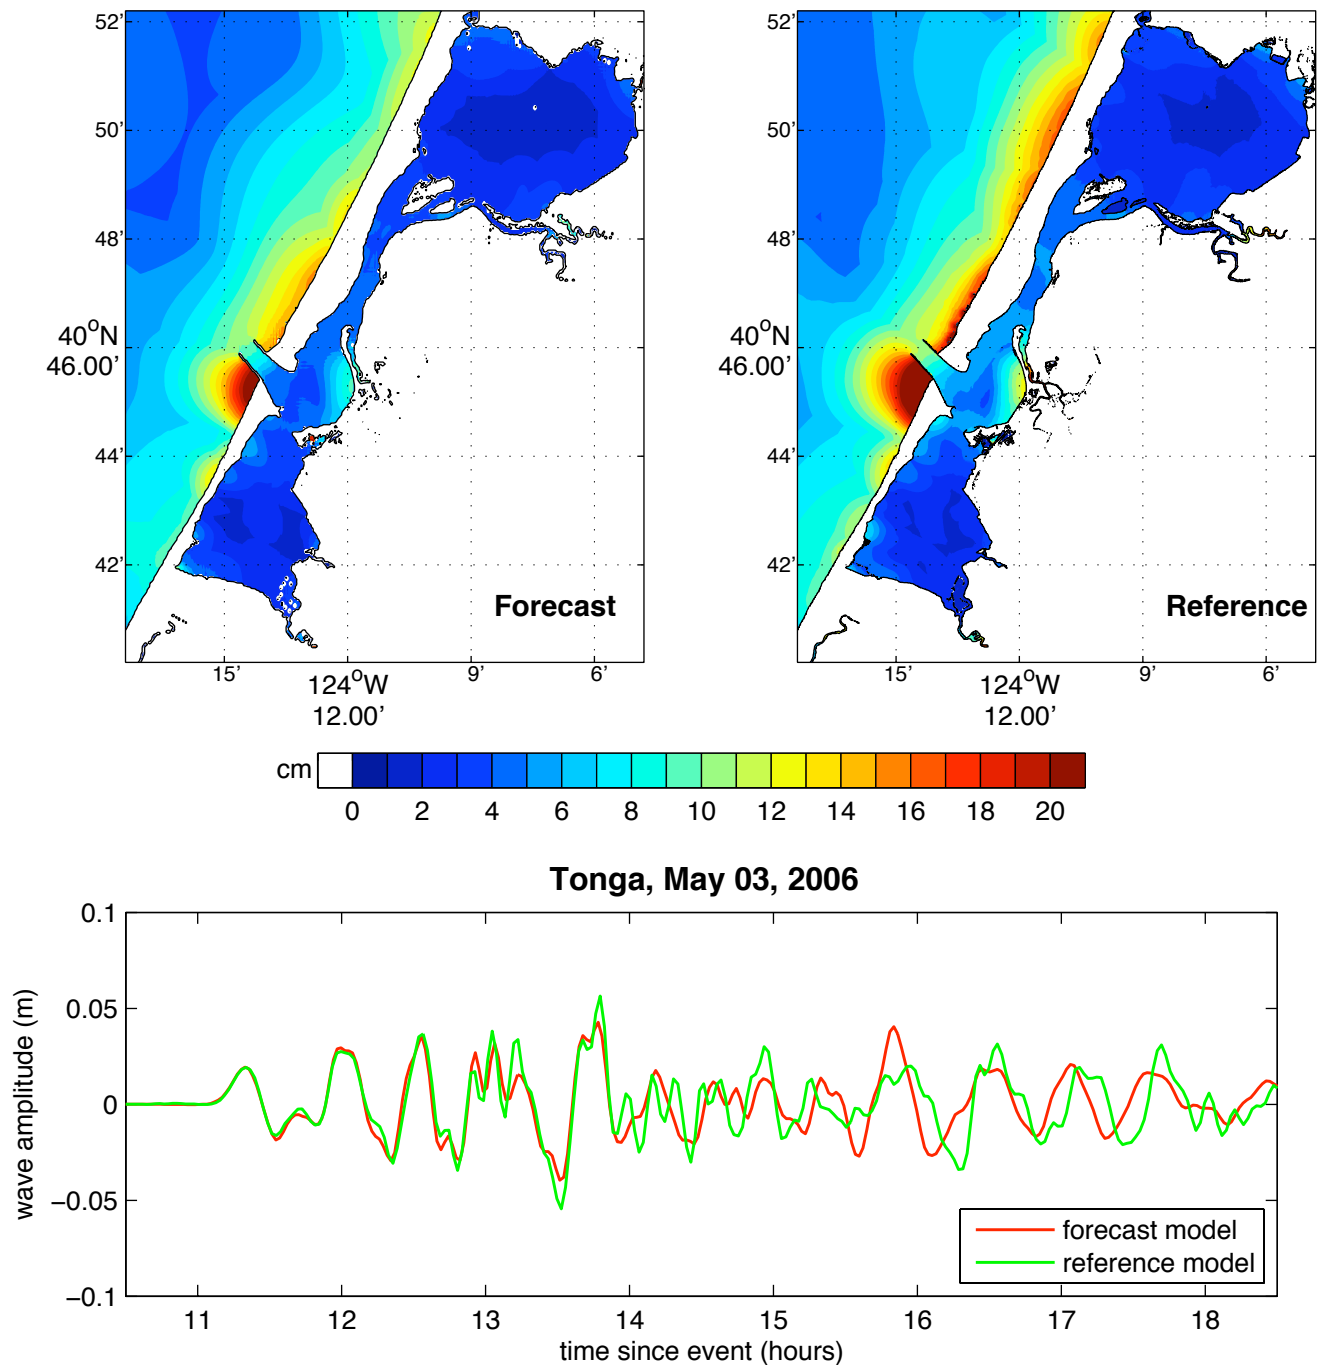 52'
50'
48'
40°N
46.00'
44'
42'
15'
124°W
12.00'
9'
6'
Forecast
52'
50'
48'
40°N
46.00'
44'
42'
15'
124°W
12.00'
9'
6'
Reference
cm
0 2 4 6 8 10 12 14 16 18 20
Tonga, May 03, 2006
wave amplitude (m)
0.1
0.05
0
−0.05
−0.1
11 12 13 14 15 16 17 18
time since event (hours)
forecast model
reference model